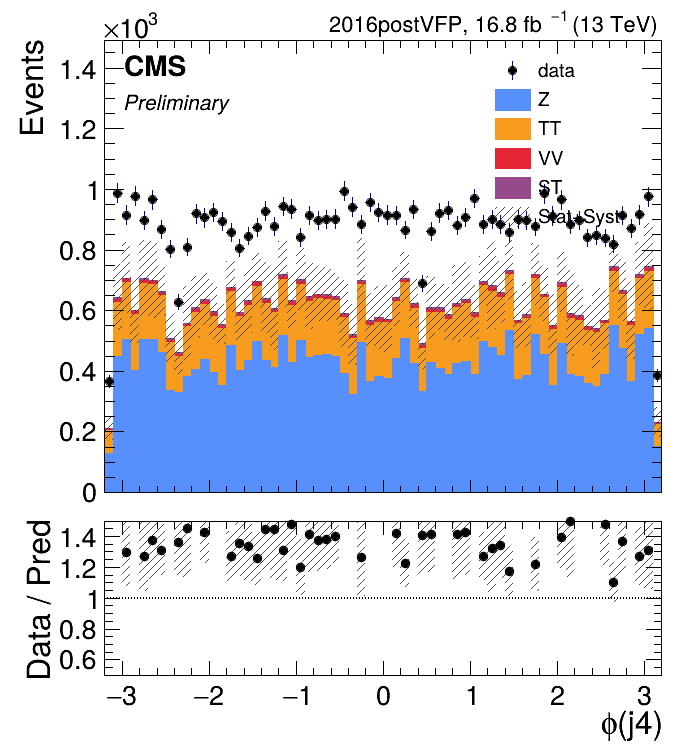 ×10³
2016postVFP, 16.8 fb ⁻¹ (13 TeV)
Events
CMS
Preliminary
data
Z
TT
VV
ST
Stat+Syst
1.4
1.2
1
0.8
0.6
0.4
0.2
0
Data / Pred
1.4
1.2
1
0.8
0.6
−3 −2 −1 0 1 2 3
ϕ(j4)